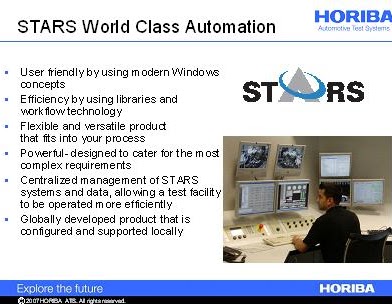 STARS World Class Automation
HORIBA
Automotive Test Systems
• User friendly by using modern Windows
concepts
• Efficiency by using libraries and
workflow technology
• Flexible and versatile product
that fits into your process
• Powerful- designed to cater for the most
complex requirements
• Centralized management of STARS
systems and data, allowing a test facility
to be operated more efficiently
• Globally developed product that is
configured and supported locally
STARS
Explore the future
HORIBA
© 2007 HORIBA ATS. All rights reserved.